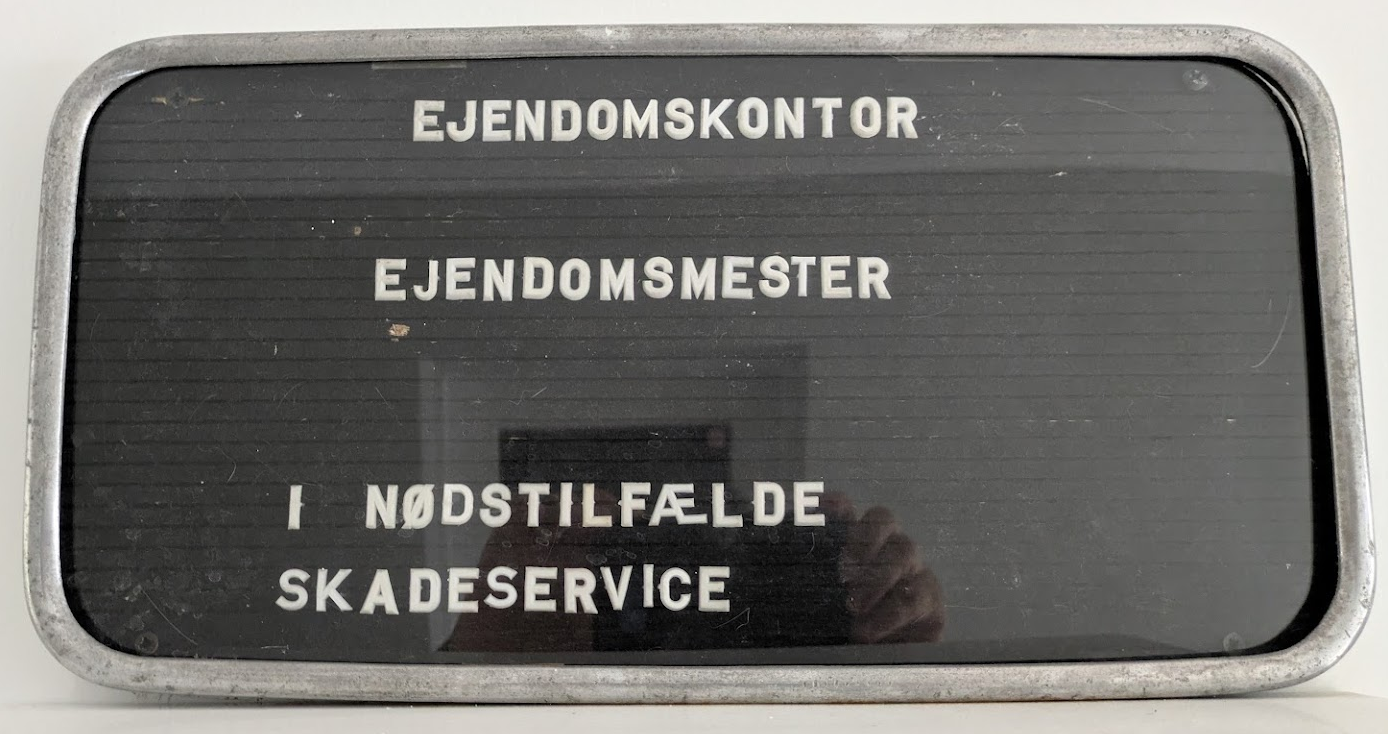 EJENDOMSKONTOR
EJENDOMSMESTER
I NØDSTILFÆLDE
SKADESERVICE